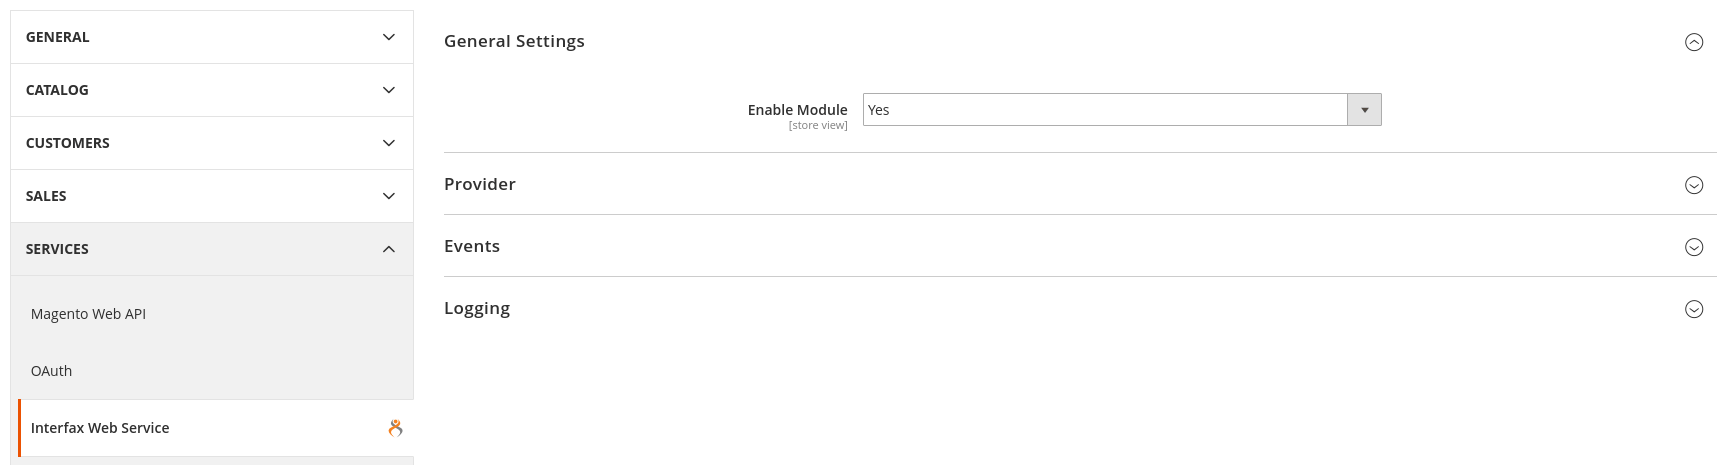 GENERAL
CATALOG
CUSTOMERS
SALES
SERVICES
Magento Web API
OAuth
Interfax Web Service
General Settings
Enable Module
[store view]
Yes
Provider
Events
Logging